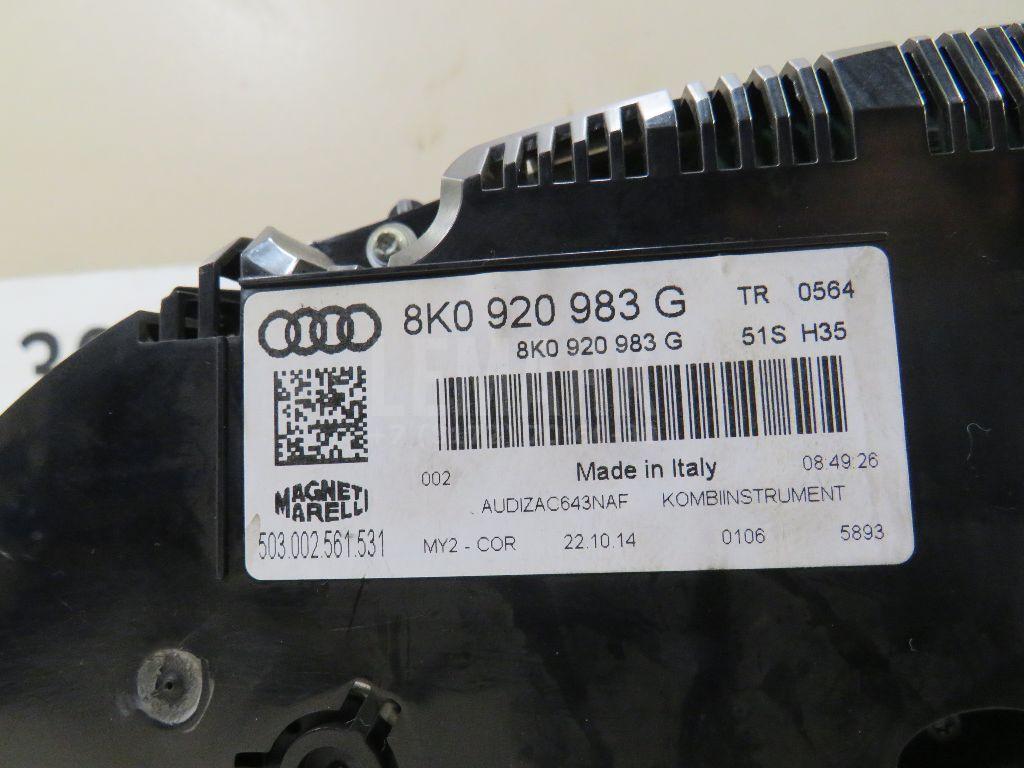 8K0 920 983 G TR 0564
8K0 920 983 G 51S H35
002 Made in Italy 08:49:26
MAGNETI
MARELLI
AUDIZAC643NAF KOMBIINSTRUMENT
503.002.561.531 MY2 - COR 22.10.14 0106 5893